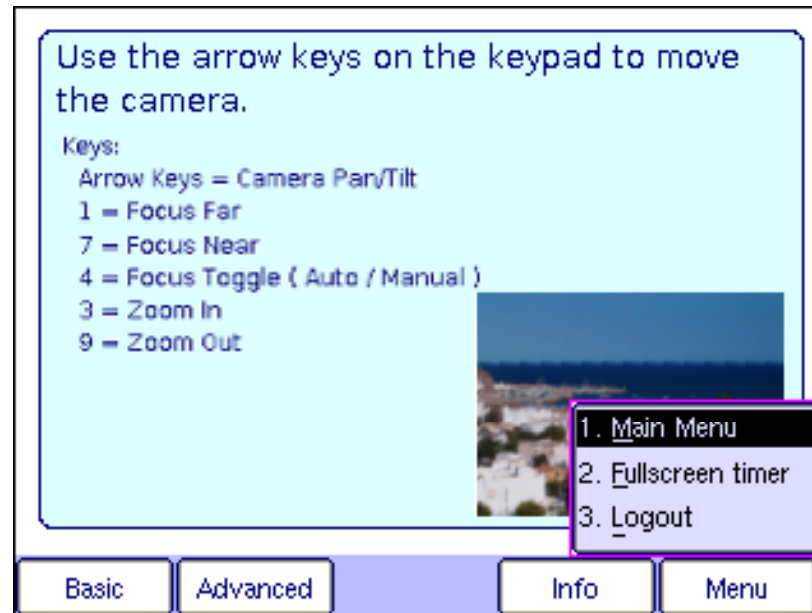 Use the arrow keys on the keypad to move
the camera.
Keys:
Arrow Keys = Camera Pan/Tilt
1 = Focus Far
7 = Focus Near
4 = Focus Toggle ( Auto / Manual )
3 = Zoom In
9 = Zoom Out
1. Main Menu
2. Fullscreen timer
3. Logout
Basic
Advanced
Info
Menu